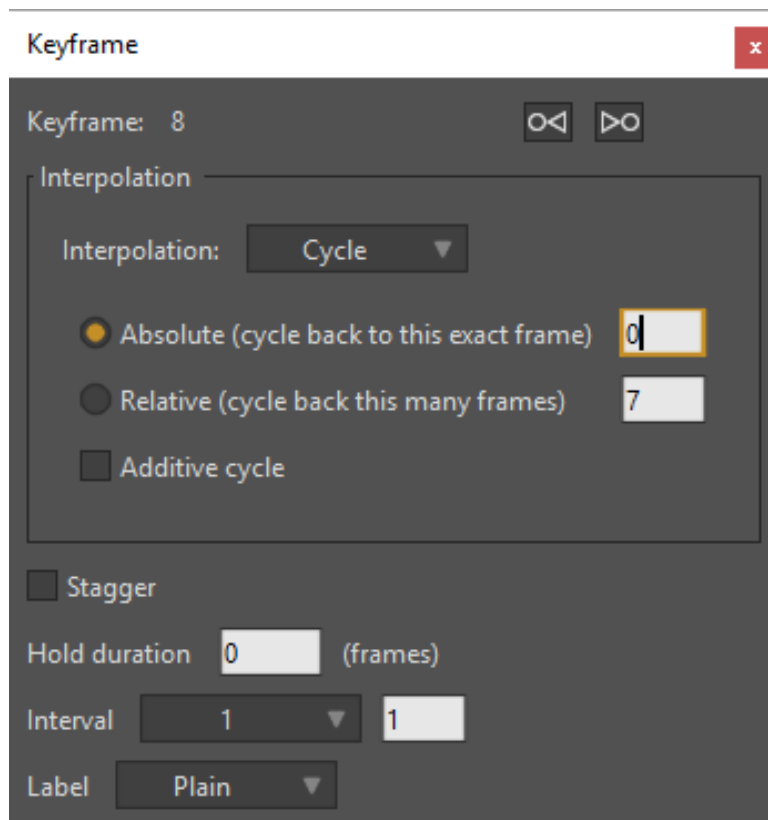 Keyframe
x
Keyframe: 8
Interpolation
Interpolation: Cycle
Absolute (cycle back to this exact frame) 0
Relative (cycle back this many frames) 7
Additive cycle
Stagger
Hold duration 0 (frames)
Interval 1 1
Label Plain